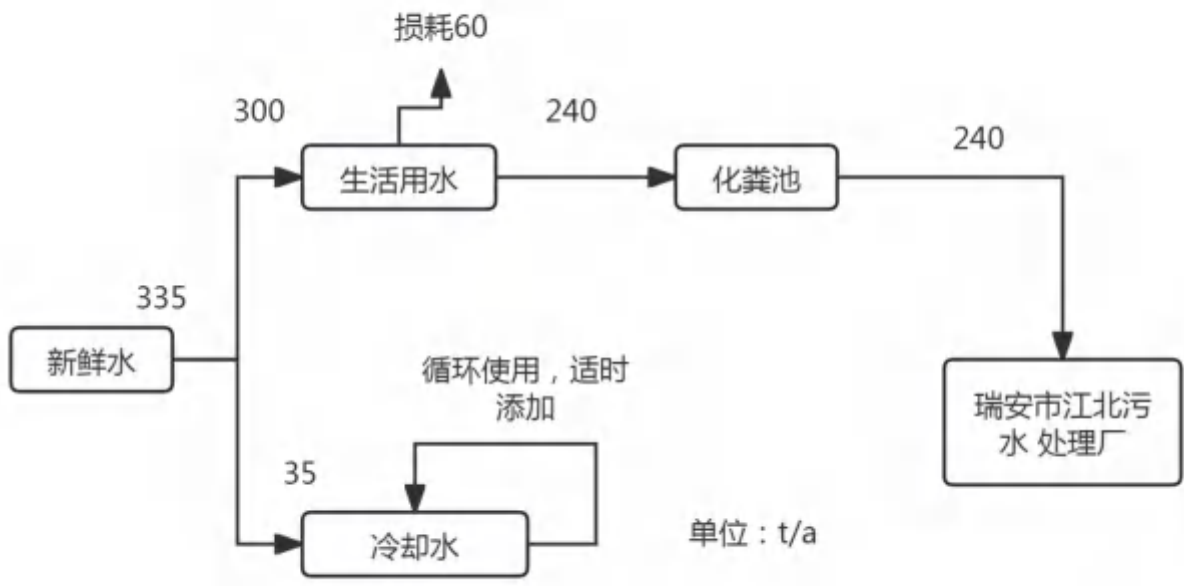 损耗60
300
240
240
生活用水
化粪池
335
新鲜水
循环使用，适时
添加
瑞安市江北污
水 处理厂
35
冷却水
单位：t/a